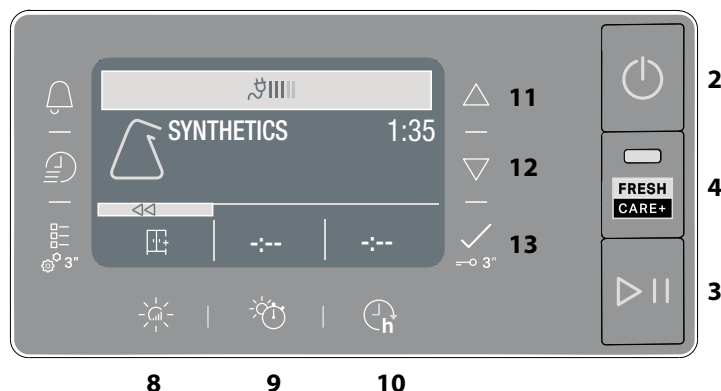 2
11
SYNTHETICS 1:35
12
FRESH
CARE+
4
-:-- -:--
3" 3"
13
h
3
8 9 10